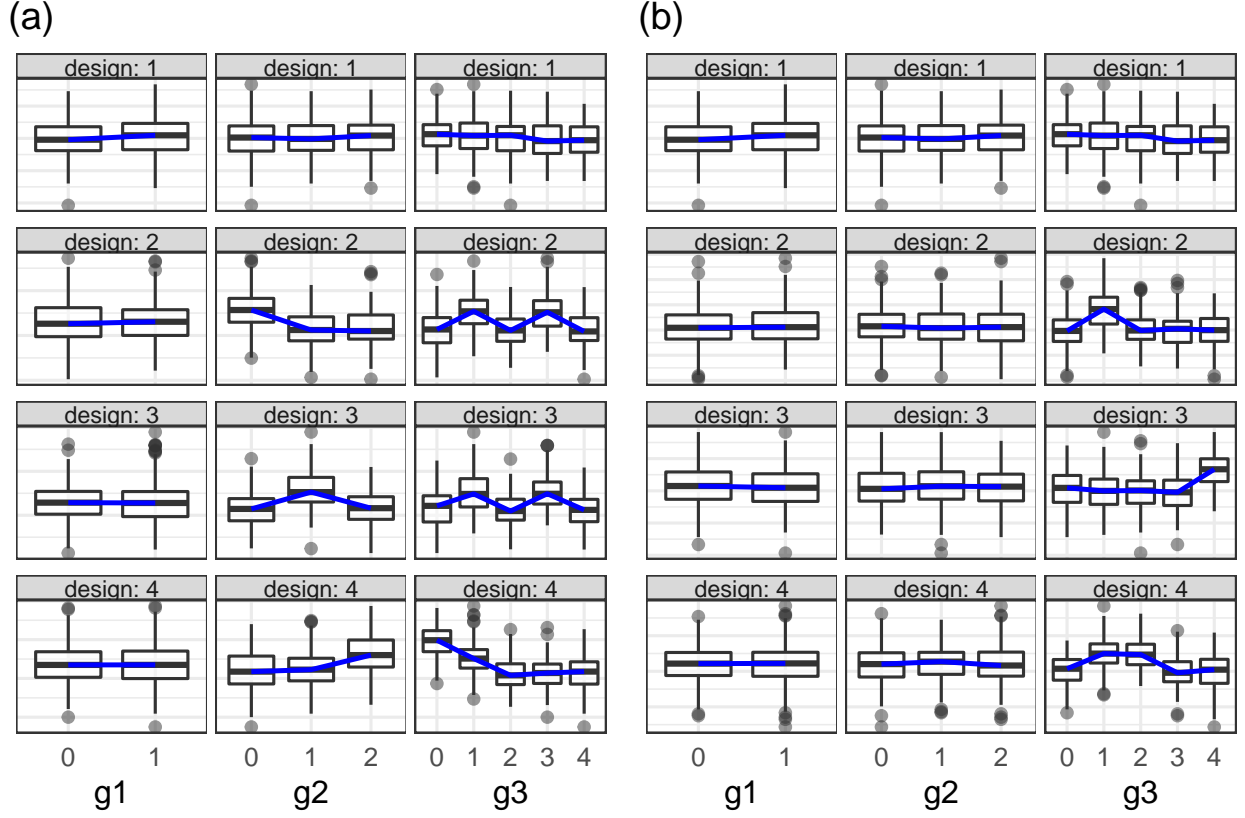 (a) (b)
design: 1 design: 1 design: 1 design: 1 design: 1 design: 1
design: 2 design: 2 design: 2 design: 2 design: 2 design: 2
design: 3 design: 3 design: 3 design: 3 design: 3 design: 3
design: 4 design: 4 design: 4 design: 4 design: 4 design: 4
0 1 0 1 2 0 1 2 3 4 0 1 0 1 2 0 1 2 3 4
g1 g2 g3 g1 g2 g3